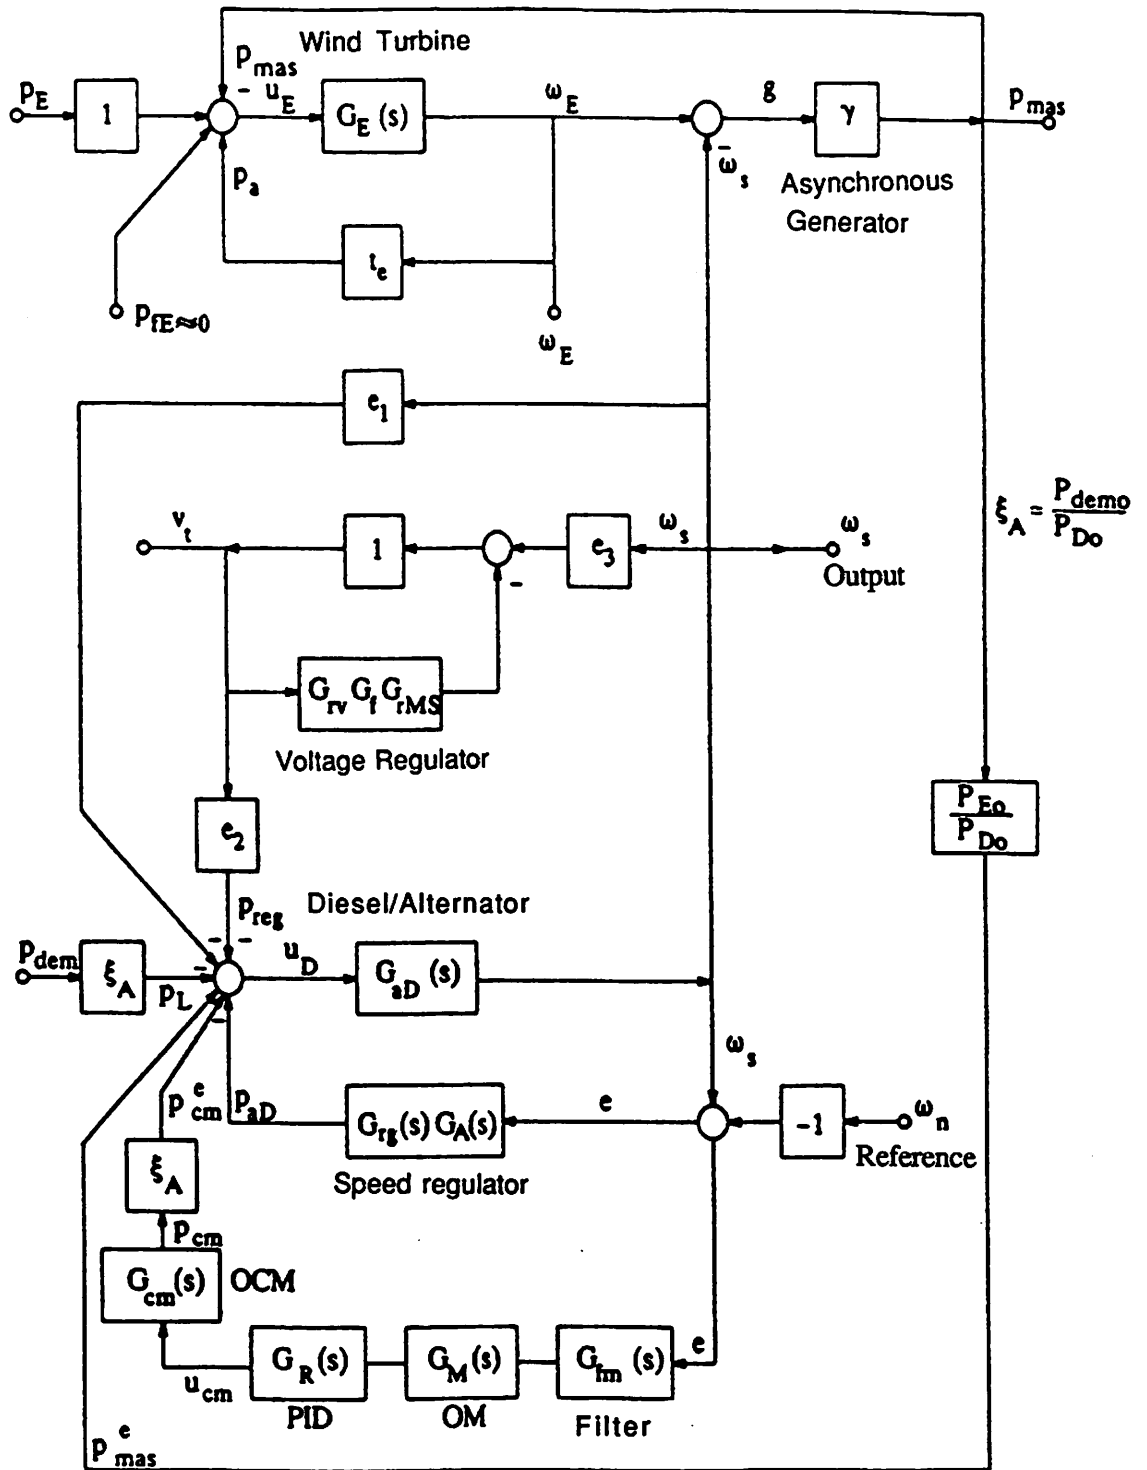 Wind Turbine
p_mas
-
p_E
1
u_E
G_E (s)
ω_E
g
γ
p_mas
-
ω_s
Asynchronous
Generator
p_a
t_e
p_fE≈0
ω_E
e_1
ξ_A = P_demo / P_Do
v_t
1
e_3
ω_s
ω_s
Output
-
G_rv G_f G_rMS
Voltage Regulator
P_Eo / P_Do
e_2
p_reg
Diesel/Alternator
- -
p_dem
ξ_A
-
p_L
u_D
G_aD (s)
-
ω_s
p^e_cm
p_aD
G_rg(s) G_A(s)
e
-1
ω_n
Reference
Speed regulator
ξ_A
p_cm
G_cm(s)
OCM
e
u_cm
G_R (s)
G_M (s)
G_fm (s)
PID
OM
Filter
p^e_mas